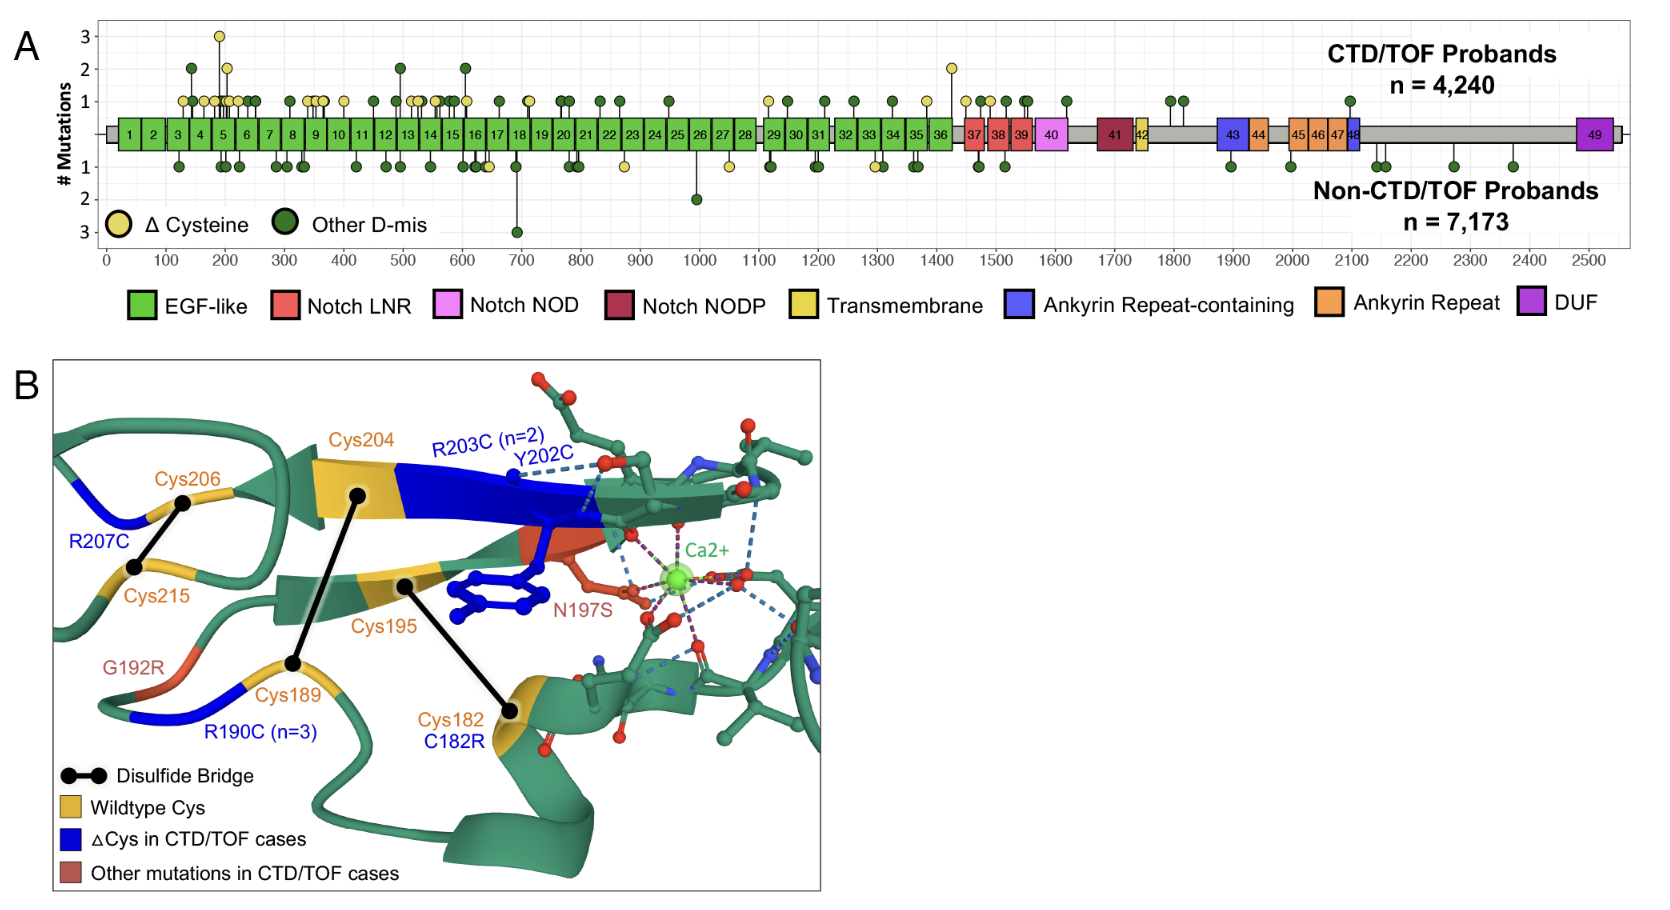 A
# Mutations
3
2
1
1
2
3
CTD/TOF Probands
n = 4,240
1 2 3 4 5 6 7 8 9 10 11 12 13 14 15 16 17 18 19 20 21 22 23 24 25 26 27 28 29 30 31 32 33 34 35 36 37 38 39 40 41 42 43 44 45 46 47 48 49
Non-CTD/TOF Probands
n = 7,173
Δ Cysteine
Other D-mis
0 100 200 300 400 500 600 700 800 900 1000 1100 1200 1300 1400 1500 1600 1700 1800 1900 2000 2100 2200 2300 2400 2500
EGF-like
Notch LNR
Notch NOD
Notch NODP
Transmembrane
Ankyrin Repeat-containing
Ankyrin Repeat
DUF
B
Cys204
R203C (n=2)
Y202C
Cys206
R207C
Ca2+
Cys215
Cys195
N197S
G192R
Cys189
R190C (n=3)
Cys182
C182R
Disulfide Bridge
Wildtype Cys
ΔCys in CTD/TOF cases
Other mutations in CTD/TOF cases